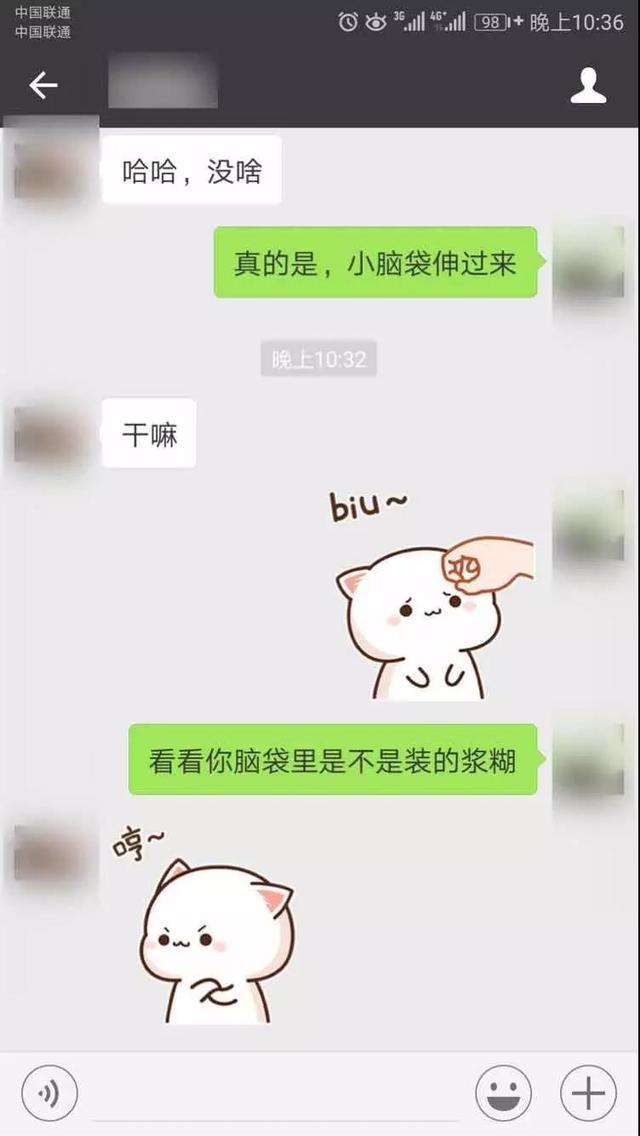 中国联通
中国联通
3G 4G+ 98 晚上10:36
哈哈，没啥
真的是，小脑袋伸过来
晚上10:32
干嘛
biu~
看看你脑袋里是不是装的浆糊
哼~